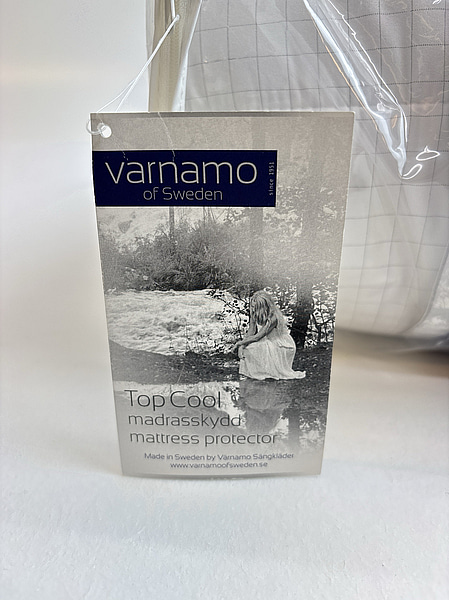 varnamo
of Sweden
since 1951
Top Cool
madrasskydd
mattress protector
Made in Sweden by Värnamo Sängkläder
www.varnamoofsweden.se